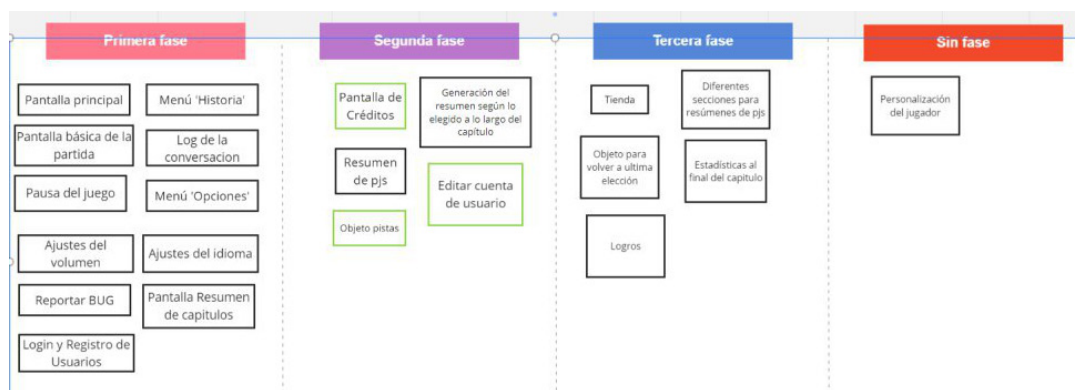 Primera fase
Segunda fase
Tercera fase
Sin fase
Pantalla principal
Menú 'Historia'
Pantalla básica de la
partida
Log de la
conversacion
Pausa del juego
Menú 'Opciones'
Ajustes del
volumen
Ajustes del idioma
Reportar BUG
Pantalla Resumen
de capitulos
Login y Registro de
Usuarios
Pantalla de
Créditos
Generación del
resumen según lo
elegido a lo largo del
capítulo
Resumen
de pjs
Editar cuenta
de usuario
Objeto pistas
Tienda
Diferentes
secciones para
resúmenes de pjs
Objeto para
volver a ultima
elección
Estadísticas al
final del capitulo
Logros
Personalización
del jugador